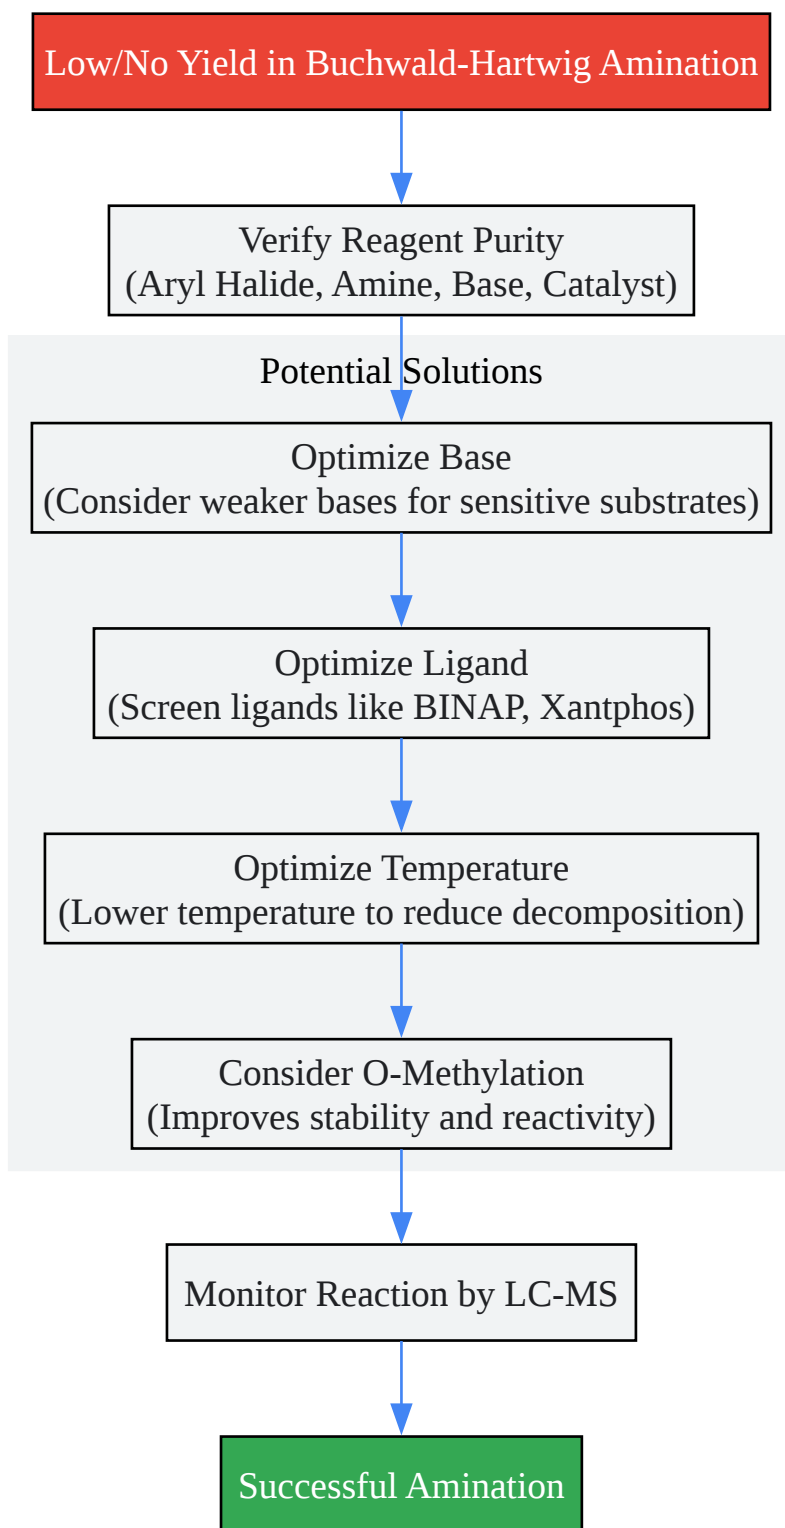 Low/No Yield in Buchwald-Hartwig Amination
Verify Reagent Purity
(Aryl Halide, Amine, Base, Catalyst)
Potential Solutions
Optimize Base
(Consider weaker bases for sensitive substrates)
Optimize Ligand
(Screen ligands like BINAP, Xantphos)
Optimize Temperature
(Lower temperature to reduce decomposition)
Consider O-Methylation
(Improves stability and reactivity)
Monitor Reaction by LC-MS
Successful Amination